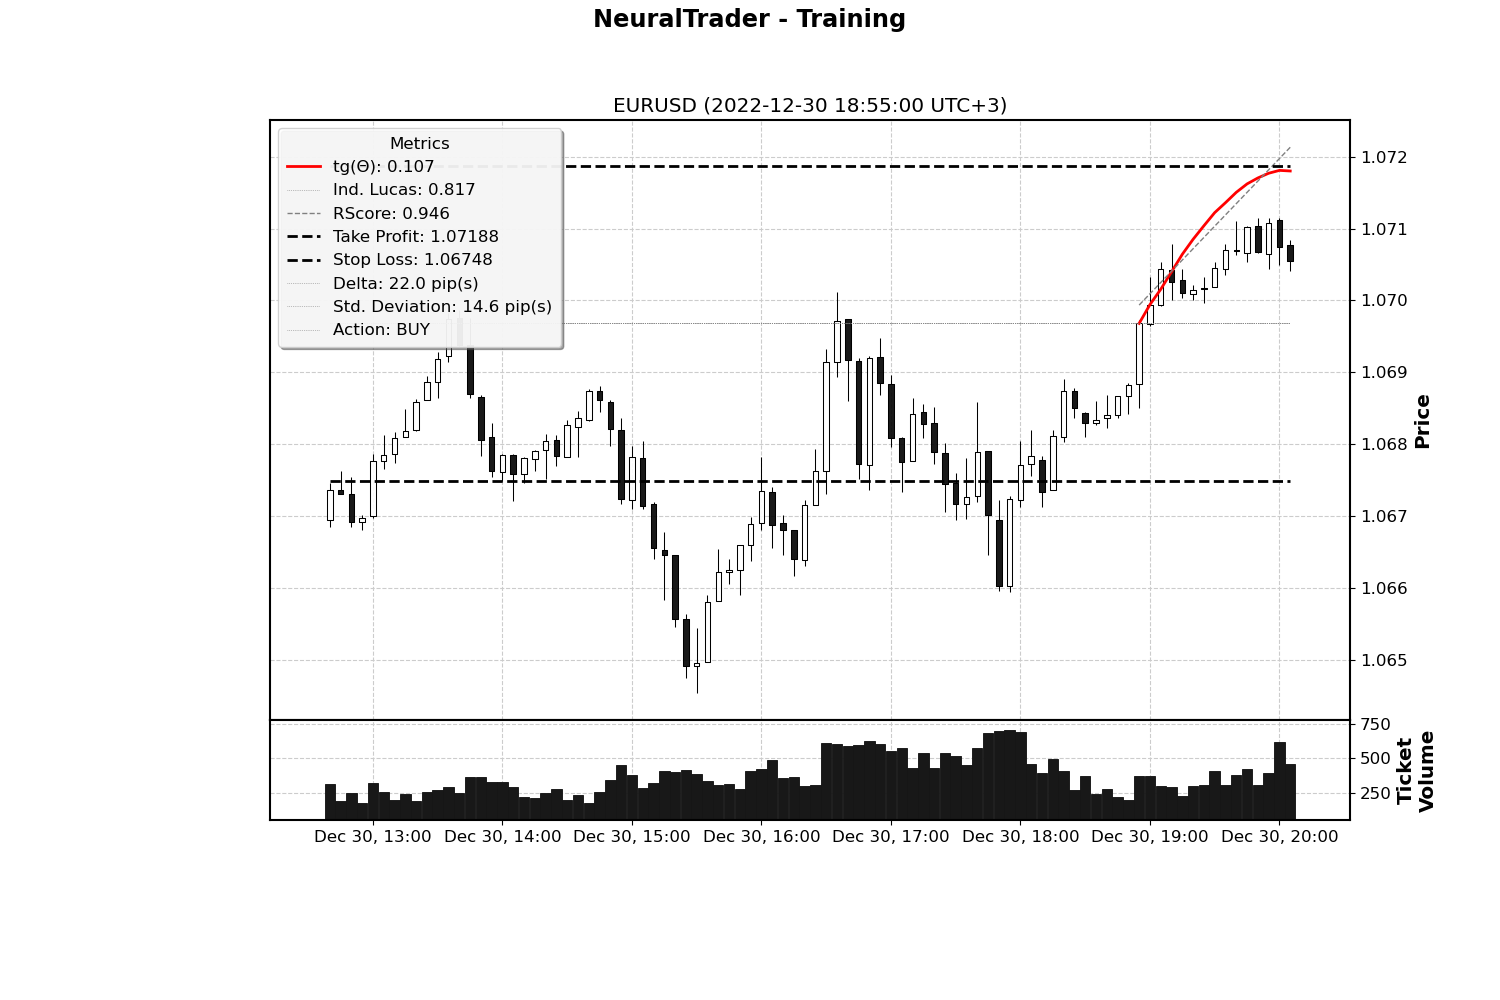 NeuralTrader - Training
EURUSD (2022-12-30 18:55:00 UTC+3)
Metrics
tg(Θ): 0.107
Ind. Lucas: 0.817
RScore: 0.946
Take Profit: 1.07188
Stop Loss: 1.06748
Delta: 22.0 pip(s)
Std. Deviation: 14.6 pip(s)
Action: BUY
1.072
1.071
1.070
1.069
1.068
1.067
1.066
1.065
Price
750
500
250
Ticket
Volume
Dec 30, 13:00 Dec 30, 14:00 Dec 30, 15:00 Dec 30, 16:00 Dec 30, 17:00 Dec 30, 18:00 Dec 30, 19:00 Dec 30, 20:00